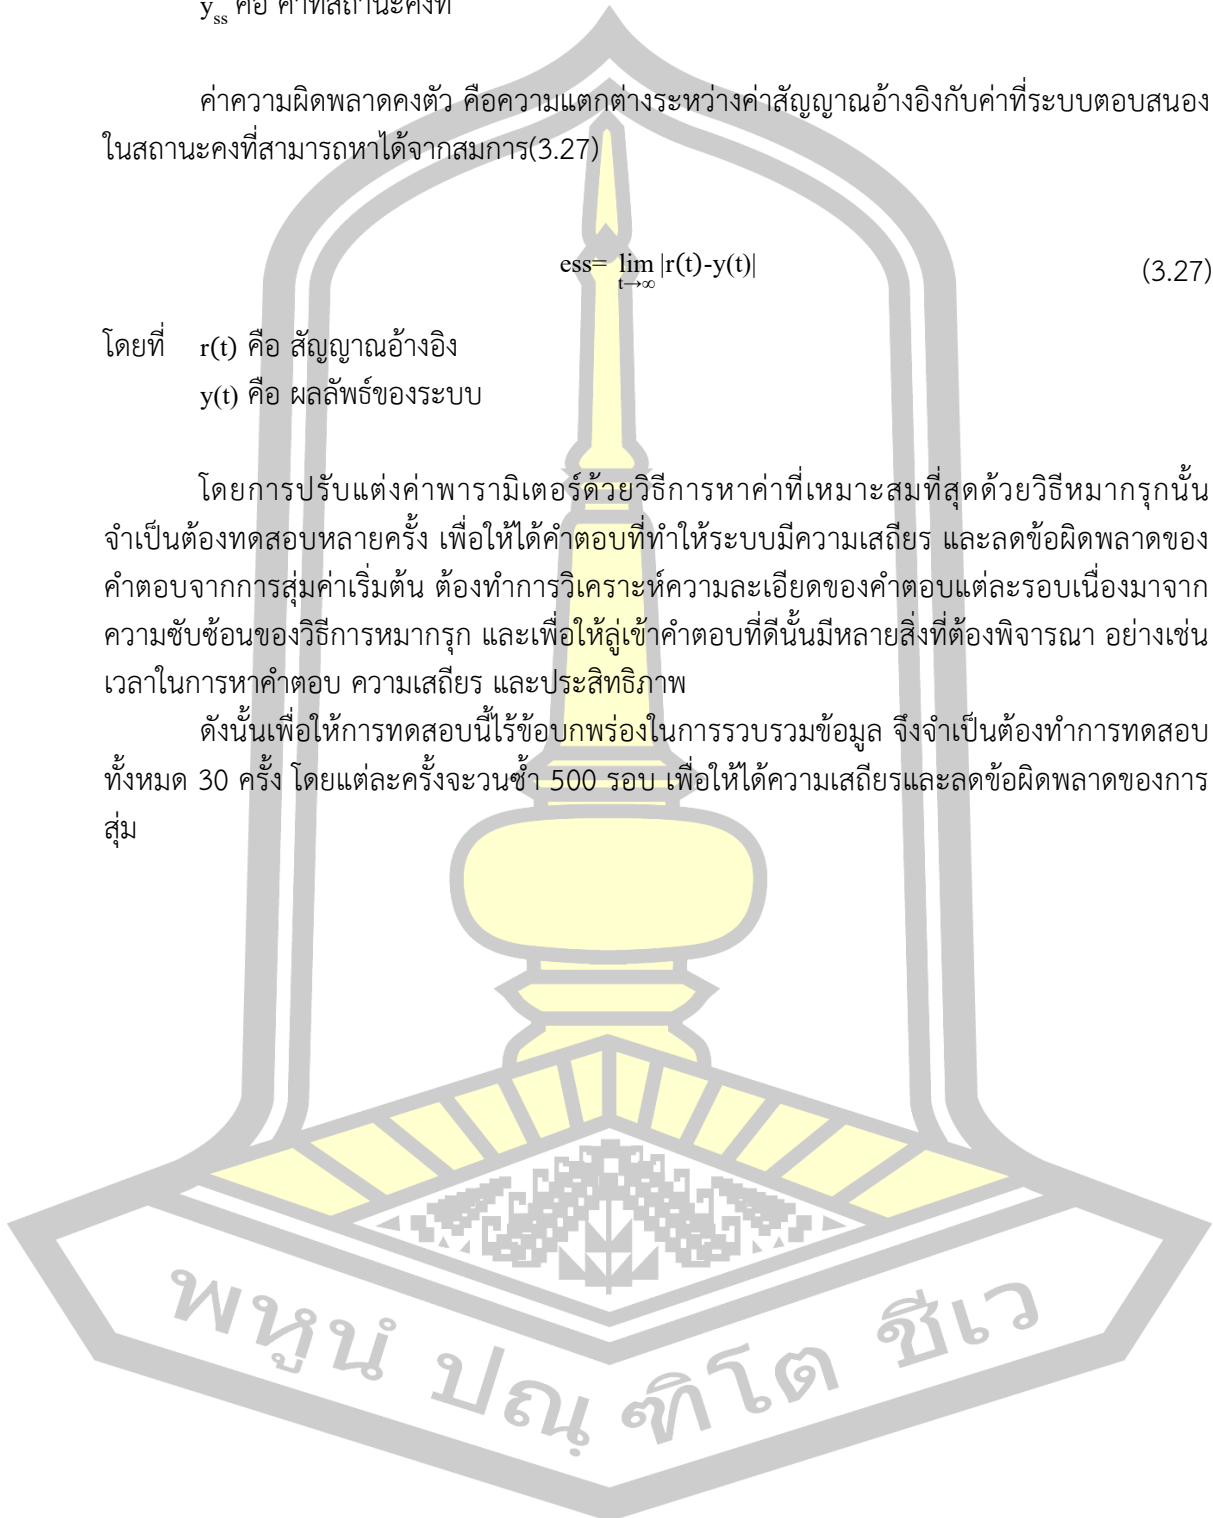 y_ss คือ ค่าที่สถานะคงที่
ค่าความผิดพลาดคงตัว คือความแตกต่างระหว่างค่าสัญญาณอ้างอิงกับค่าที่ระบบตอบสนอง
ในสถานะคงที่สามารถหาได้จากสมการ(3.27)
ess= lim t→∞ |r(t)-y(t)| (3.27)
โดยที่ r(t) คือ สัญญาณอ้างอิง
y(t) คือ ผลลัพธ์ของระบบ
โดยการปรับแต่งค่าพารามิเตอร์ด้วยวิธีการหาค่าที่เหมาะสมที่สุดด้วยวิธีหมากรุกนั้น
จำเป็นต้องทดสอบหลายครั้ง เพื่อให้ได้คำตอบที่ทำให้ระบบมีความเสถียร และลดข้อผิดพลาดของ
คำตอบจากการสุ่มค่าเริ่มต้น ต้องทำการวิเคราะห์ความละเอียดของคำตอบแต่ละรอบเนื่องมาจาก
ความซับซ้อนของวิธีการหมากรุก และเพื่อให้ลู่เข้าคำตอบที่ดีนั้นมีหลายสิ่งที่ต้องพิจารณา อย่างเช่น
เวลาในการหาคำตอบ ความเสถียร และประสิทธิภาพ
ดังนั้นเพื่อให้การทดสอบนี้ไร้ข้อบกพร่องในการรวบรวมข้อมูล จึงจำเป็นต้องทำการทดสอบ
ทั้งหมด 30 ครั้ง โดยแต่ละครั้งจะวนซ้ำ 500 รอบ เพื่อให้ได้ความเสถียรและลดข้อผิดพลาดของการ
สุ่ม
พหูนํ ปณฺ ฑิโต ชีเว